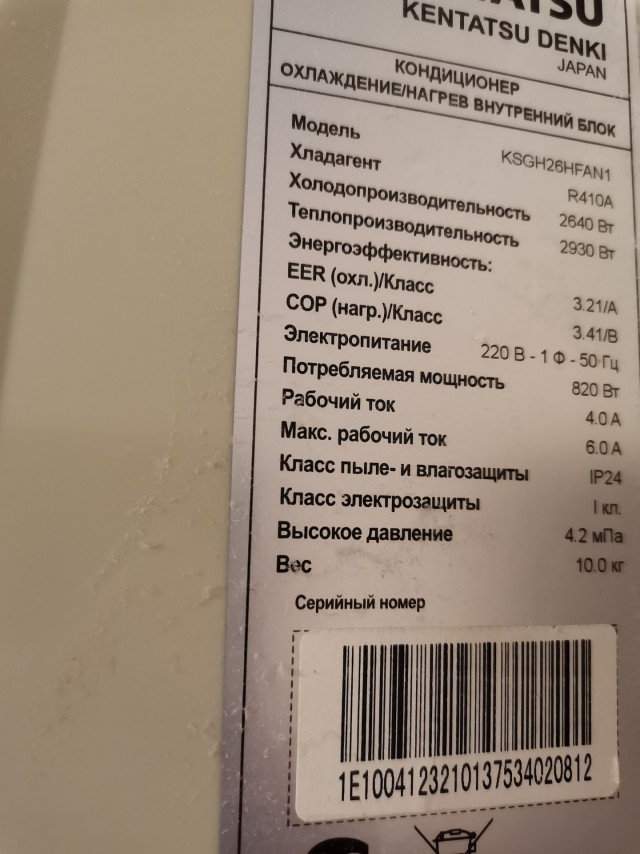 KENTATSU DENKI
JAPAN
КОНДИЦИОНЕР
ОХЛАЖДЕНИЕ/НАГРЕВ ВНУТРЕННИЙ БЛОК
Модель KSGH26HFAN1
Хладагент R410A
Холодопроизводительность 2640 Вт
Теплопроизводительность 2930 Вт
Энергоэффективность:
EER (охл.)/Класс 3.21/A
COP (нагр.)/Класс 3.41/B
Электропитание 220 В - 1 Ф - 50 Гц
Потребляемая мощность 820 Вт
Рабочий ток 4.0 А
Макс. рабочий ток 6.0 А
Класс пыле- и влагозащиты IP24
Класс электрозащиты I кл.
Высокое давление 4.2 мПа
Вес 10.0 кг
Серийный номер
1E1004123210137534020812